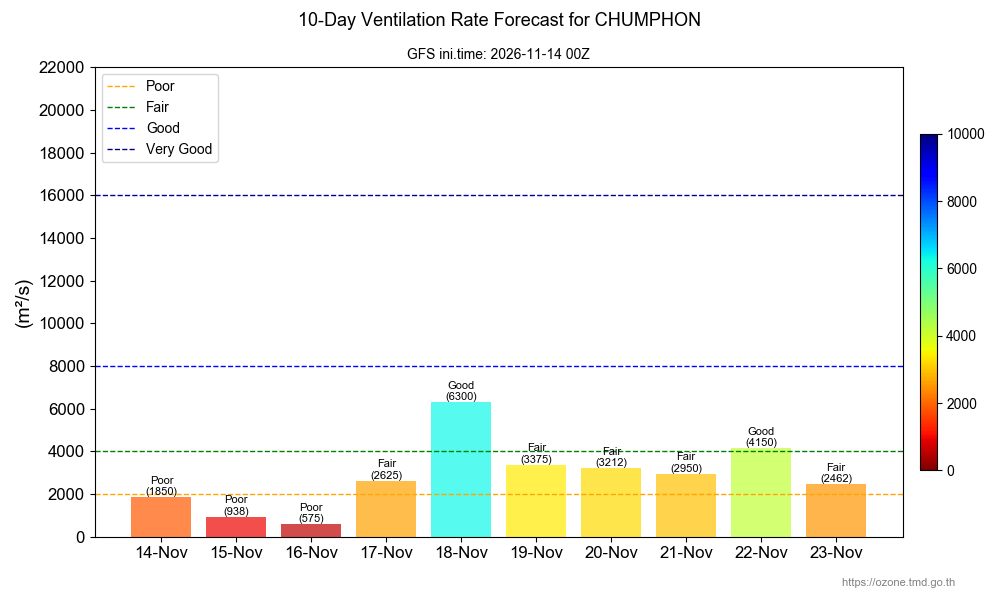 10-Day Ventilation Rate Forecast for CHUMPHON
GFS ini.time: 2026-11-14 00Z
22000
20000
18000
16000
14000
12000
10000
8000
6000
4000
2000
0
(m²/s)
Poor
Fair
Good
Very Good
Poor
(1850)
Poor
(938)
Poor
(575)
Fair
(2625)
Good
(6300)
Fair
(3375)
Fair
(3212)
Fair
(2950)
Good
(4150)
Fair
(2462)
14-Nov 15-Nov 16-Nov 17-Nov 18-Nov 19-Nov 20-Nov 21-Nov 22-Nov 23-Nov
10000
8000
6000
4000
2000
0
https://ozone.tmd.go.th